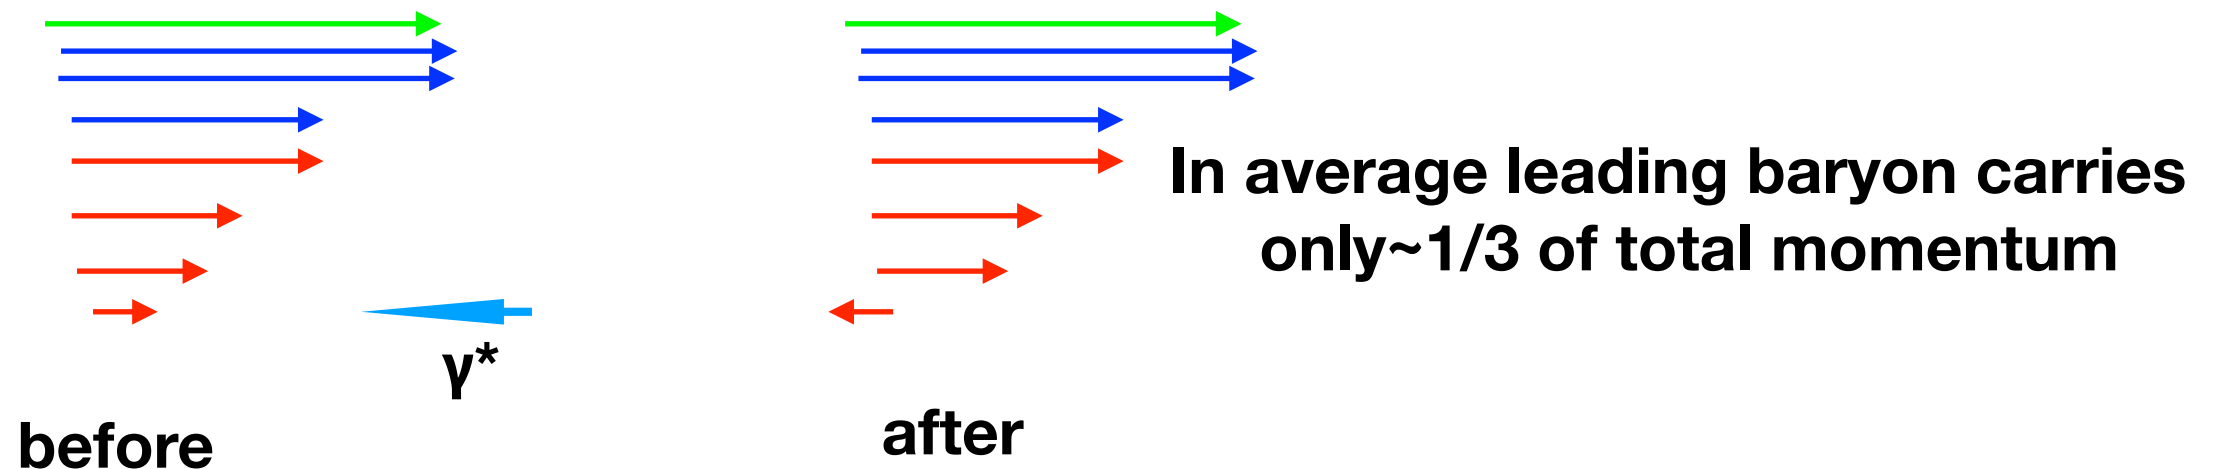 In average leading baryon carries
only~1/3 of total momentum
γ*
before
after